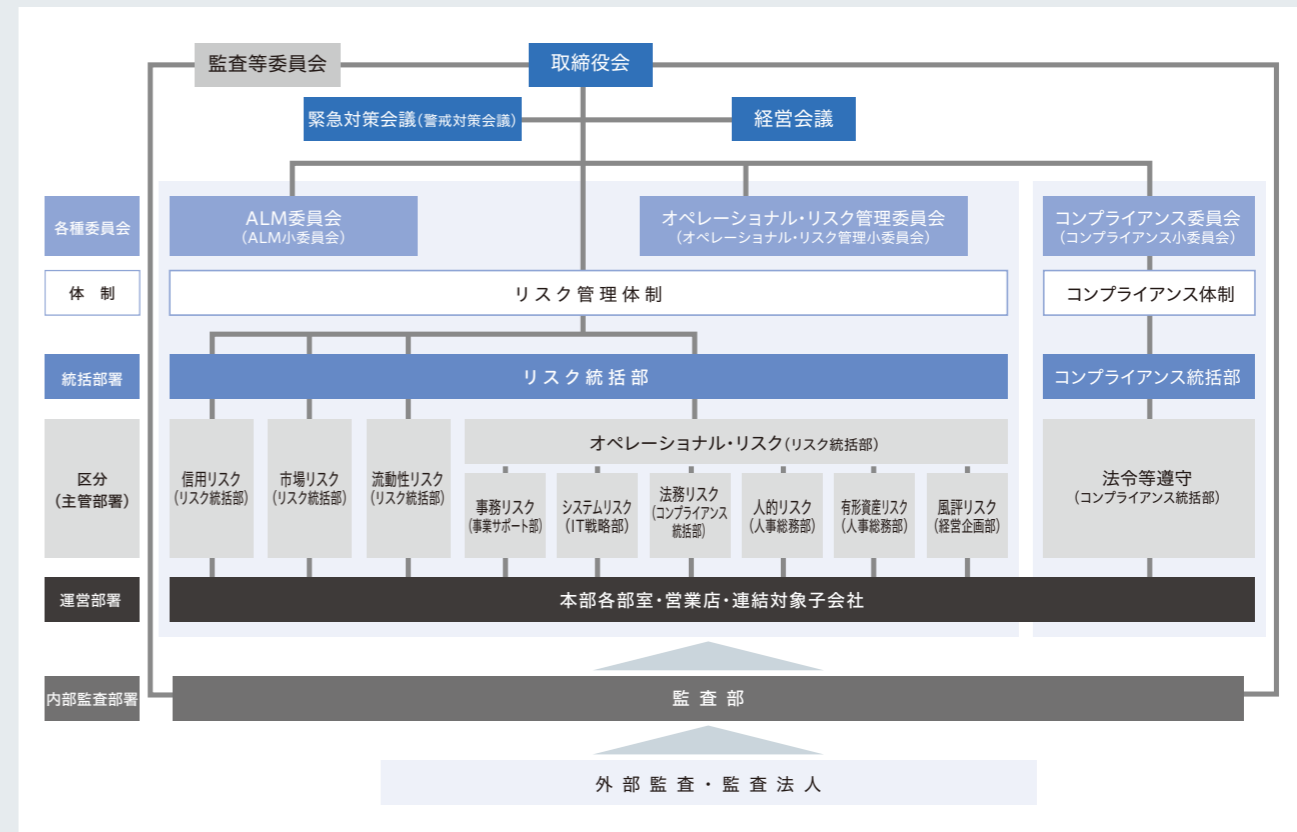 監査等委員会
取締役会
緊急対策会議(警戒対策会議)
経営会議
各種委員会
ALM委員会
(ALM小委員会)
オペレーショナル・リスク管理委員会
(オペレーショナル・リスク管理小委員会)
コンプライアンス委員会
(コンプライアンス小委員会)
体 制
リスク管理体制
コンプライアンス体制
統括部署
リスク統括部
コンプライアンス統括部
区分
(主管部署)
信用リスク
(リスク統括部)
市場リスク
(リスク統括部)
流動性リスク
(リスク統括部)
オペレーショナル・リスク(リスク統括部)
事務リスク
(事業サポート部)
システムリスク
(IT戦略部)
法務リスク
(コンプライアンス
統括部)
人的リスク
(人事総務部)
有形資産リスク
(人事総務部)
風評リスク
(経営企画部)
法令等遵守
(コンプライアンス統括部)
運営部署
本部各部室・営業店・連結対象子会社
内部監査部署
監査部
外部監査・監査法人